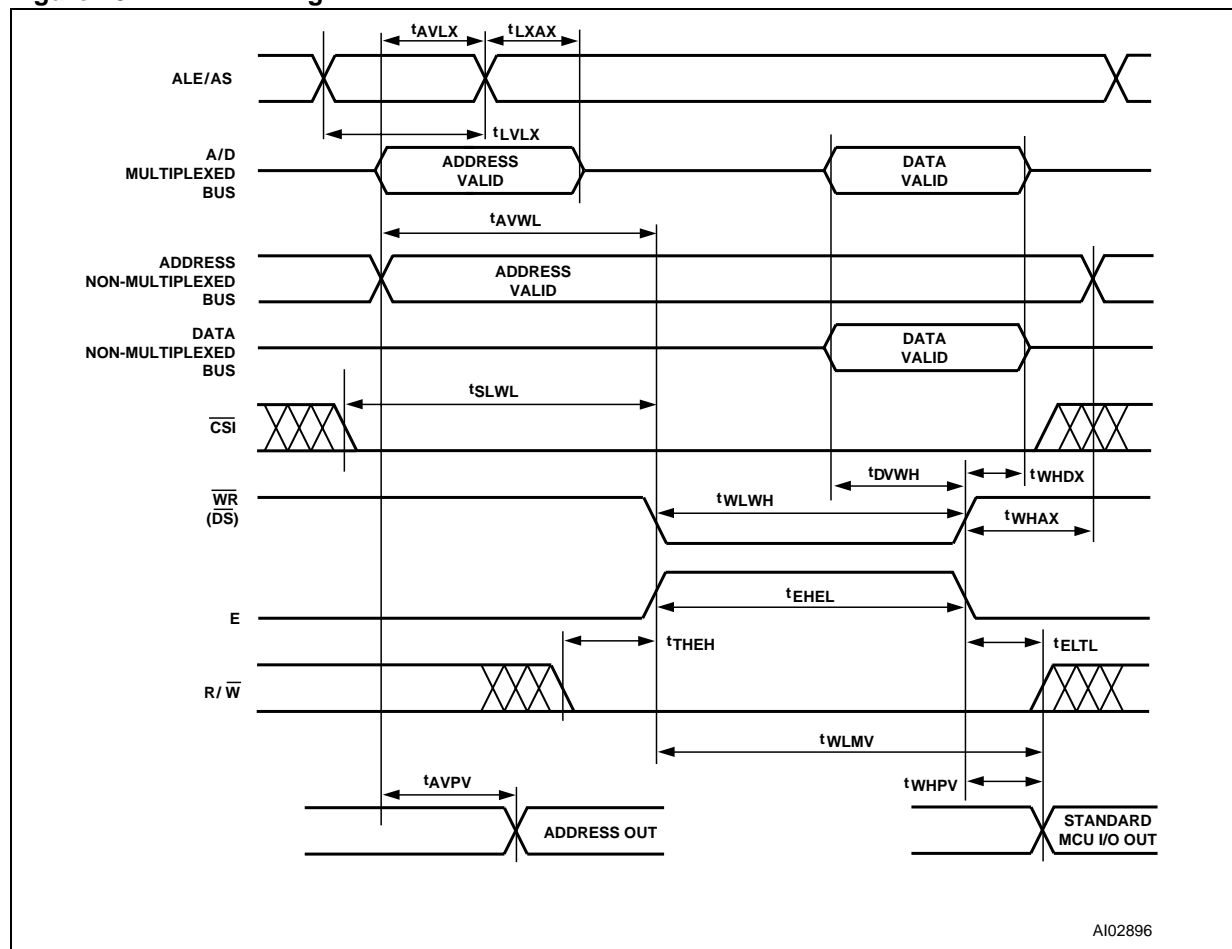 tAVLX
tLXAX
ALE/AS
tLVLX
A/D
MULTIPLEXED
BUS
ADDRESS
VALID
DATA
VALID
tAVWL
ADDRESS
NON-MULTIPLEXED
BUS
ADDRESS
VALID
DATA
NON-MULTIPLEXED
BUS
DATA
VALID
tSLWL
CSI
tDVWH
tWHDX
WR
(DS)
tWLWH
tWHAX
E
tEHEL
tTHEH
tELTL
R/W
tWLMV
tAVPV
tWHPV
ADDRESS OUT
STANDARD
MCU I/O OUT
AI02896